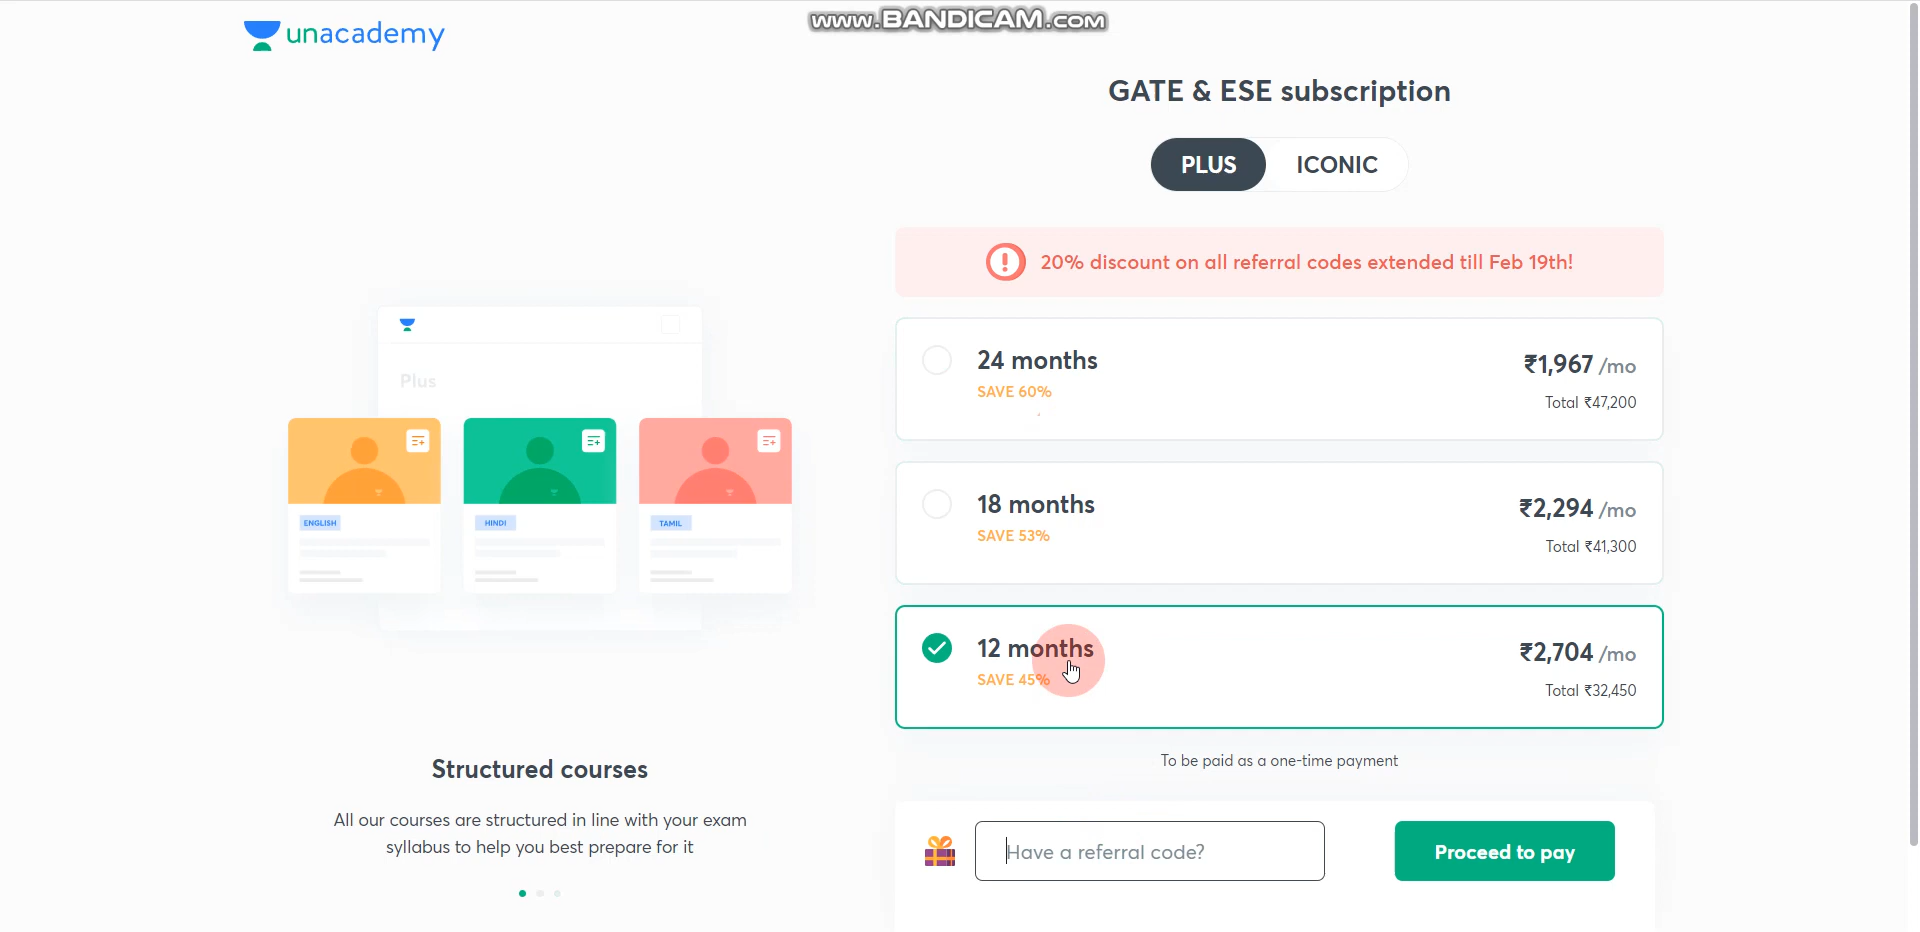 www.BANDICAM.com
unacademy
GATE & ESE subscription
PLUS
ICONIC
20% discount on all referral codes extended till Feb 19th!
24 months
₹1,967 /mo
SAVE 60%
Total ₹47,200
18 months
₹2,294 /mo
SAVE 53%
Total ₹41,300
12 months
₹2,704 /mo
SAVE 45%
Total ₹32,450
To be paid as a one-time payment
Have a referral code?
Proceed to pay
Plus
ENGLISH
HINDI
TAMIL
Structured courses
All our courses are structured in line with your exam
syllabus to help you best prepare for it